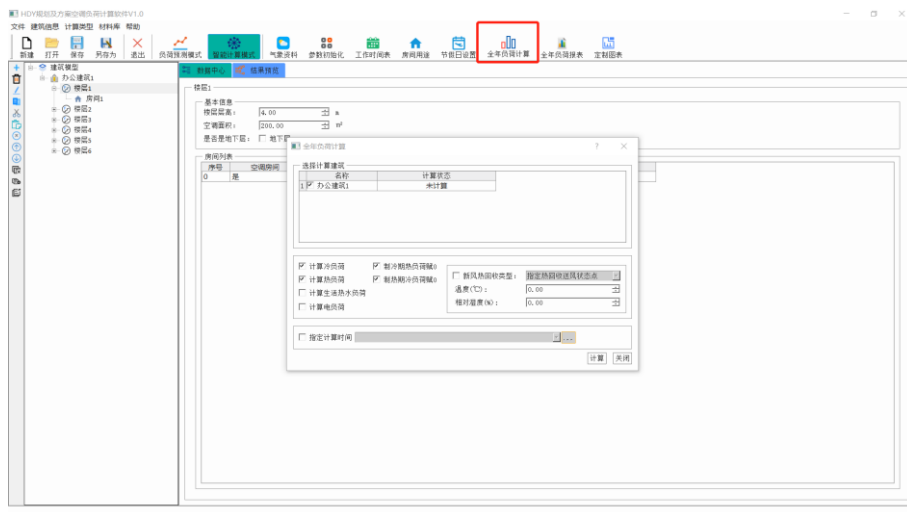 HDY规划及方案空调负荷计算软件V1.0
文件 建筑信息 计算类型 材料库 帮助
新建 打开 保存 另存为 退出 负荷预测模式 智能计算模式 气象资料 参数初始化 工作时间表 房间用途 节假日设置 全年负荷计算 全年负荷报表 定制图表
建筑模型
办公建筑1
楼层1
房间1
楼层2
楼层3
楼层4
楼层5
楼层6
数据中心 结果预览
楼层1
基本信息
楼层层高: 4.00 m
空调面积: 200.00 m²
是否是地下层: 地下层
房间列表
序号 空调房间
0 是
全年负荷计算 ? ×
选择计算建筑
名称 计算状态
1 办公建筑1 未计算
计算冷负荷 制冷期热负荷赋0
计算热负荷 制热期冷负荷赋0
计算生活热水负荷
计算电负荷
新风热回收类型: 指定热回收送风状态点
温度(℃): 0.00
相对湿度(%): 0.00
指定计算时间 ...
计算 关闭